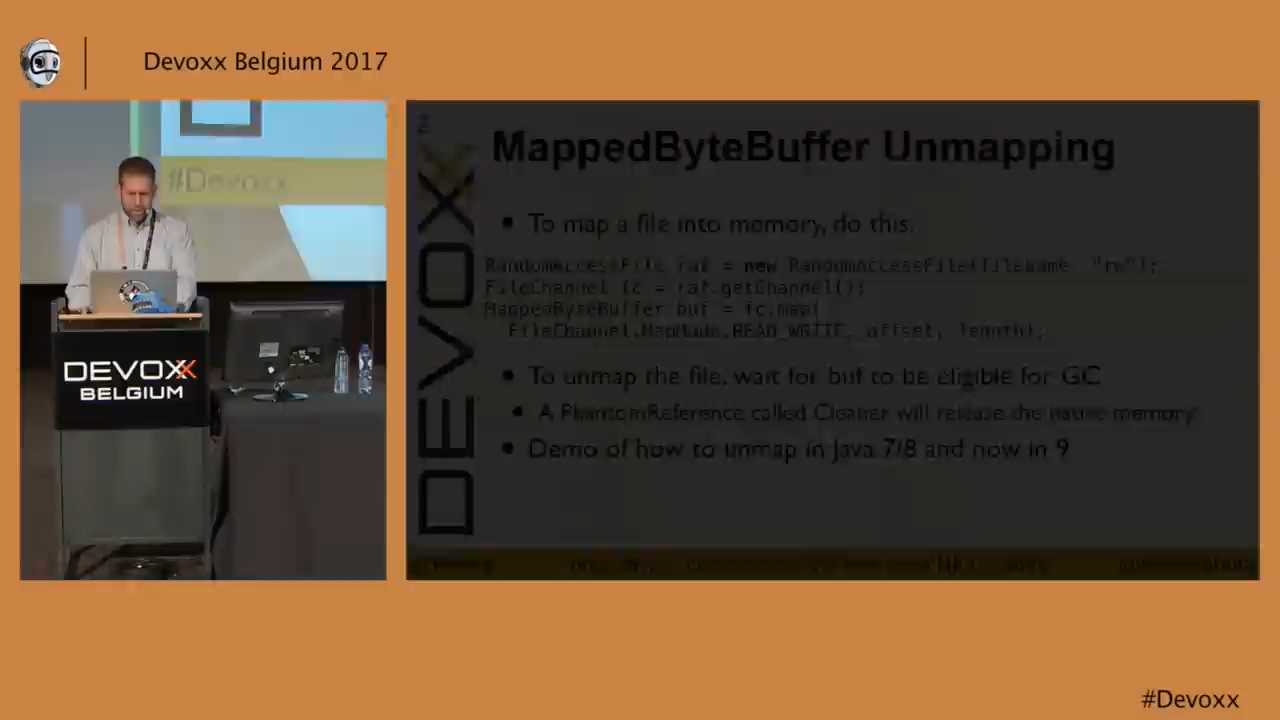 Devoxx Belgium 2017
#Devoxx
DEVOXX
BELGIUM
DEVOXX
MappedByteBuffer Unmapping
• To map a file into memory, do this:
RandomAccessFile raf = new RandomAccessFile(filename, "rw");
FileChannel fc = raf.getChannel();
MappedByteBuffer buf = fc.map(
FileChannel.MapMode.READ_WRITE, offset, length);
• To unmap the file, wait for buf to be eligible for GC
• A PhantomReference called Cleaner will release the native memory
• Demo of how to unmap in Java 7/8 and now in 9
#Devoxx